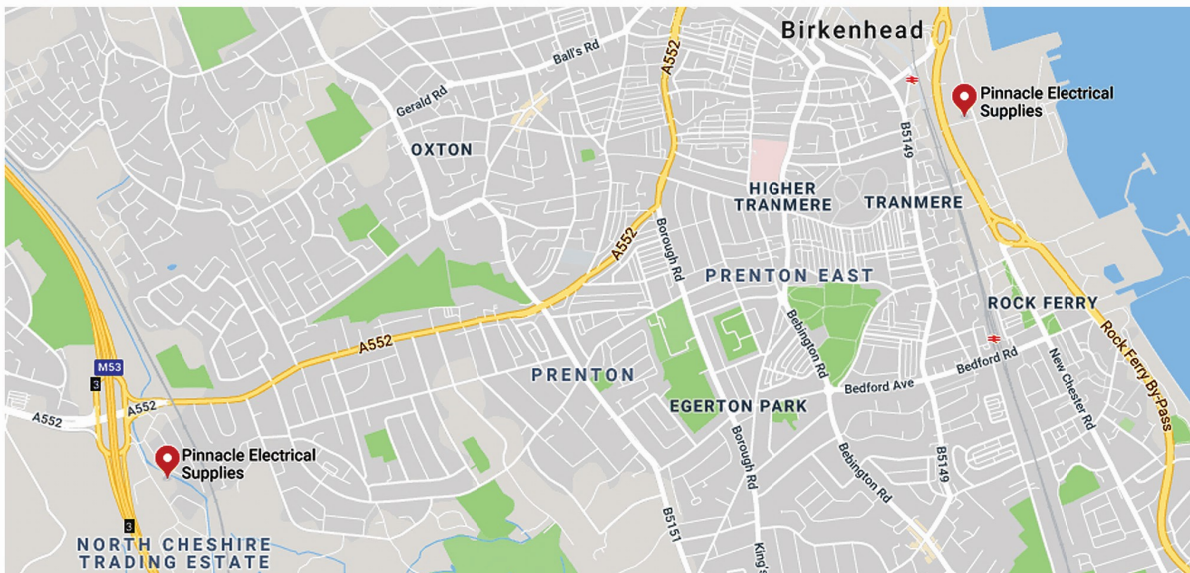 Birkenhead
A552
Ball's Rd
Gerald Rd
Pinnacle Electrical
Supplies
B5149
OXTON
HIGHER
TRANMERE
TRANMERE
A552
Borough Rd
PRENTON EAST
ROCK FERRY
Bebington Rd
Rock Ferry By-Pass
A552
M53
3
PRENTON
Bedford Rd
Bedford Ave
New Chester Rd
EGERTON PARK
A552
A552
Pinnacle Electrical
Supplies
Borough Rd
Bebington Rd
B5149
B5151
3
NORTH CHESHIRE
TRADING ESTATE
King's